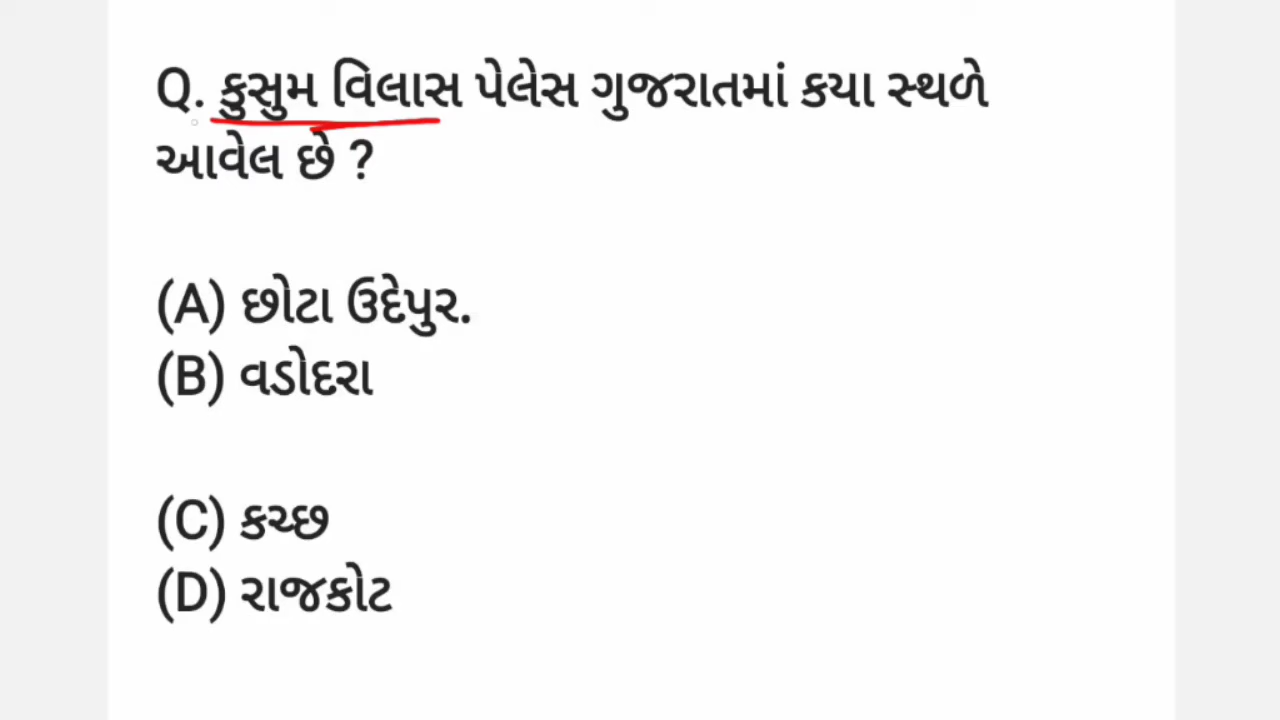 Q. કુસુમ વિલાસ પેલેસ ગુજરાતમાં કયા સ્થળે
આવેલ છે ?
(A) છોટા ઉદેપુર.
(B) વડોદરા
(C) કચ્છ
(D) રાજકોટ